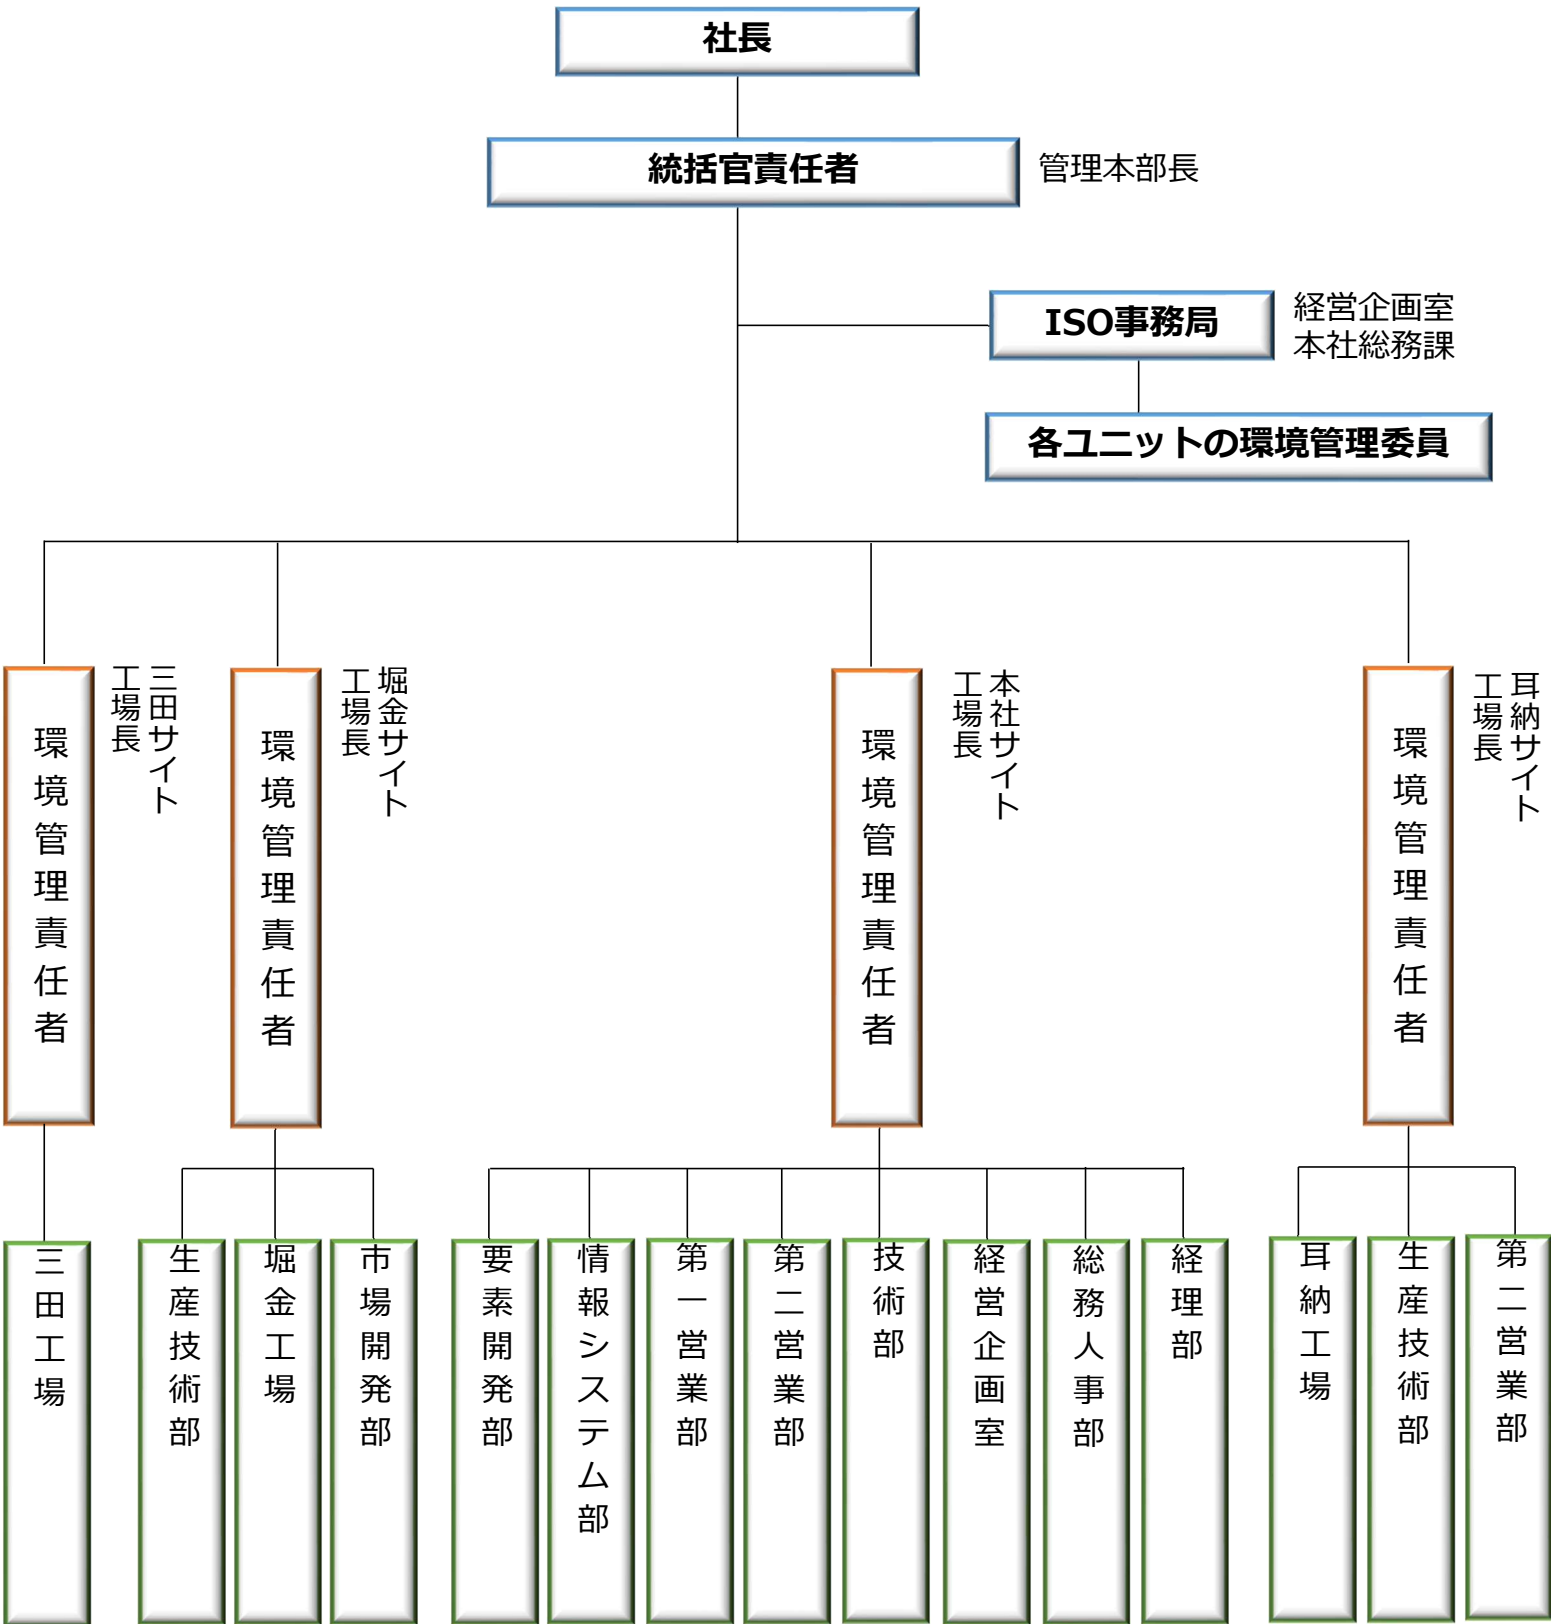 社長
統括官責任者
管理本部長
ISO事務局
経営企画室
本社総務課
各ユニットの環境管理委員
環境管理責任者
三田サイト
工場長
環境管理責任者
堀金サイト
工場長
環境管理責任者
本社サイト
工場長
環境管理責任者
耳納サイト
工場長
三田工場
生産技術部
堀金工場
市場開発部
要素開発部
情報システム部
第一営業部
第二営業部
技術部
経営企画室
総務人事部
経理部
耳納工場
生産技術部
第二営業部